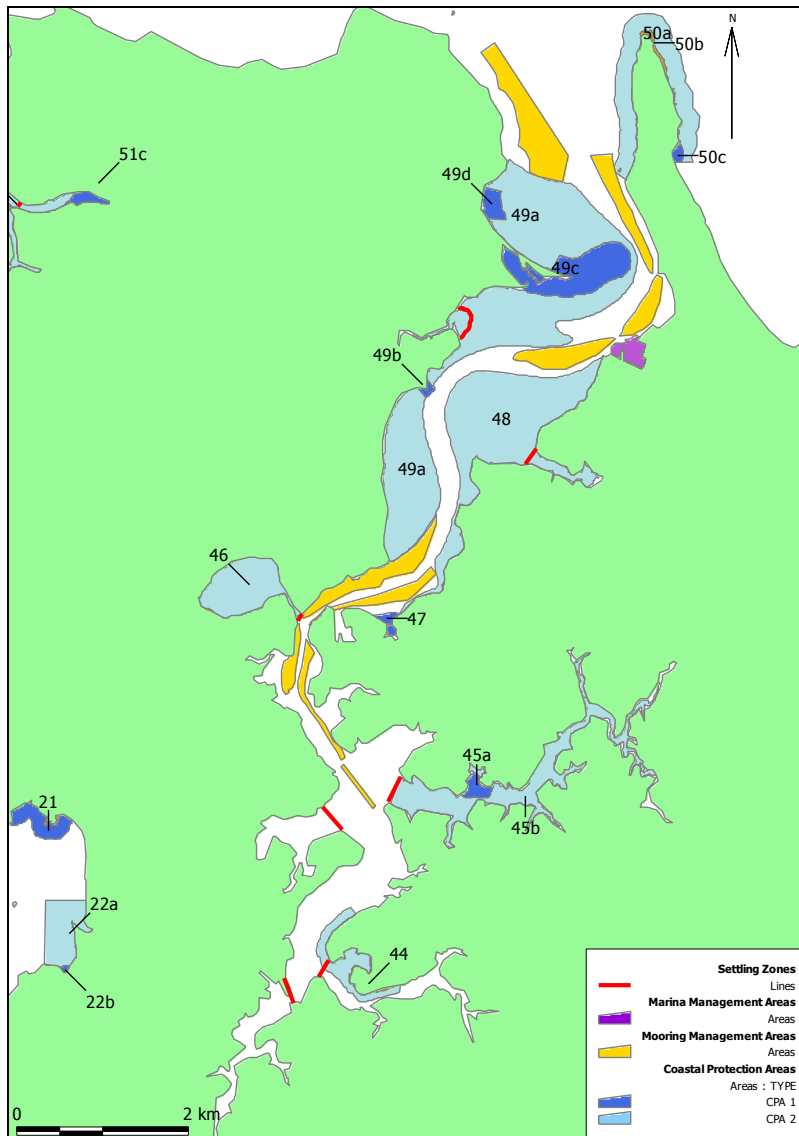 50a
50b
N
51c
49d
50c
49a
49c
49b
48
49a
46
47
45a
21
45b
22a
44
22b
Settling Zones
Lines
Marina Management Areas
Areas
Mooring Management Areas
Areas
Coastal Protection Areas
Areas : TYPE
CPA 1
CPA 2
0 2 km